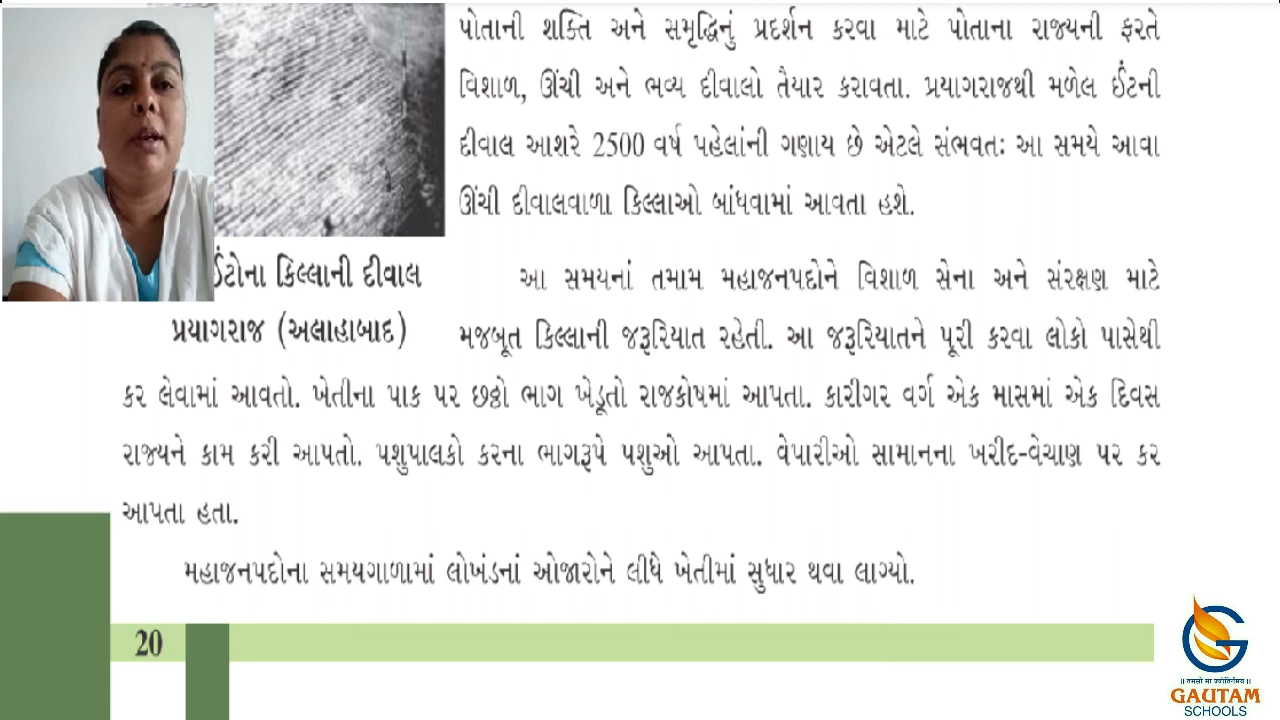 પોતાની શક્તિ અને સમૃદ્ધિનું પ્રદર્શન કરવા માટે પોતાના રાજ્યની ફરતે
વિશાળ, ઊંચી અને ભવ્ય દીવાલો તૈયાર કરાવતા. પ્રયાગરાજથી મળેલ ઈંટની
દીવાલ આશરે 2500 વર્ષ પહેલાંની ગણાય છે એટલે સંભવતઃ આ સમયે આવા
ઊંચી દીવાલવાળા કિલ્લાઓ બાંધવામાં આવતા હશે.
ઈંટોના કિલ્લાની દીવાલ
પ્રયાગરાજ (અલાહાબાદ)
આ સમયનાં તમામ મહાજનપદોને વિશાળ સેના અને સંરક્ષણ માટે
મજબૂત કિલ્લાની જરૂરિયાત રહેતી. આ જરૂરિયાતને પૂરી કરવા લોકો પાસેથી
કર લેવામાં આવતો. ખેતીના પાક પર છઠ્ઠો ભાગ ખેડૂતો રાજકોષમાં આપતા. કારીગર વર્ગ એક માસમાં એક દિવસ
રાજ્યને કામ કરી આપતો. પશુપાલકો કરના ભાગરૂપે પશુઓ આપતા. વેપારીઓ સામાનના ખરીદ-વેચાણ પર કર
આપતા હતા.
મહાજનપદોના સમયગાળામાં લોખંડનાં ઓજારોને લીધે ખેતીમાં સુધાર થવા લાગ્યો.
20
|| તમસો મા જ્યોતિર્ગમય ||
GAUTAM
SCHOOLS